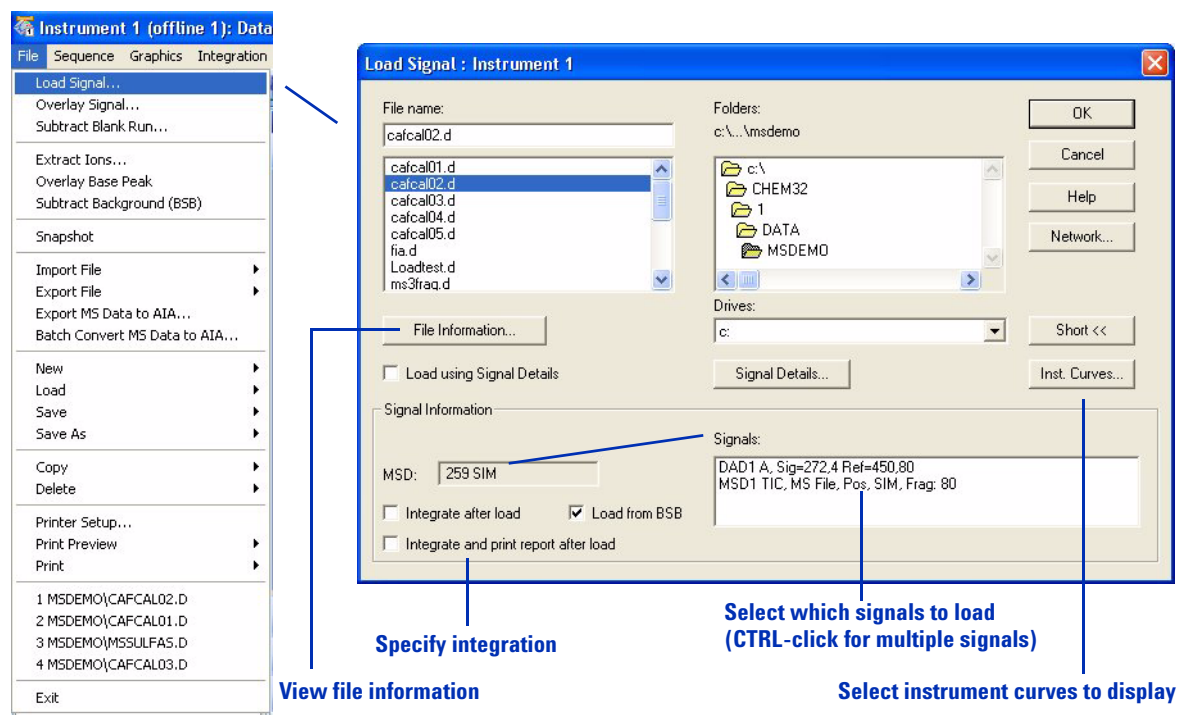 Instrument 1 (offline 1): Data
File Sequence Graphics Integration
Load Signal...
Overlay Signal...
Subtract Blank Run...
Extract Ions...
Overlay Base Peak
Subtract Background (BSB)
Snapshot
Import File
Export File
Export MS Data to AIA...
Batch Convert MS Data to AIA...
New
Load
Save
Save As
Copy
Delete
Printer Setup...
Print Preview
Print
1 MSDEMO\CAFCAL02.D
2 MSDEMO\CAFCAL01.D
3 MSDEMO\MSSULFAS.D
4 MSDEMO\CAFCAL03.D
Exit
Load Signal : Instrument 1
File name:
cafcal02.d
cafcal01.d
cafcal02.d
cafcal03.d
cafcal04.d
cafcal05.d
fia.d
Loadtest.d
ms3frag.d
File Information...
Load using Signal Details
Folders:
c:\...\msdemo
c:\
CHEM32
1
DATA
MSDEMO
Drives:
c:
Signal Details...
OK
Cancel
Help
Network...
Short <<
Inst. Curves...
Signal Information
MSD: 259 SIM
Integrate after load Load from BSB
Integrate and print report after load
Signals:
DAD1 A, Sig=272,4 Ref=450,80
MSD1 TIC, MS File, Pos, SIM, Frag: 80
Specify integration
Select which signals to load
(CTRL-click for multiple signals)
View file information
Select instrument curves to display